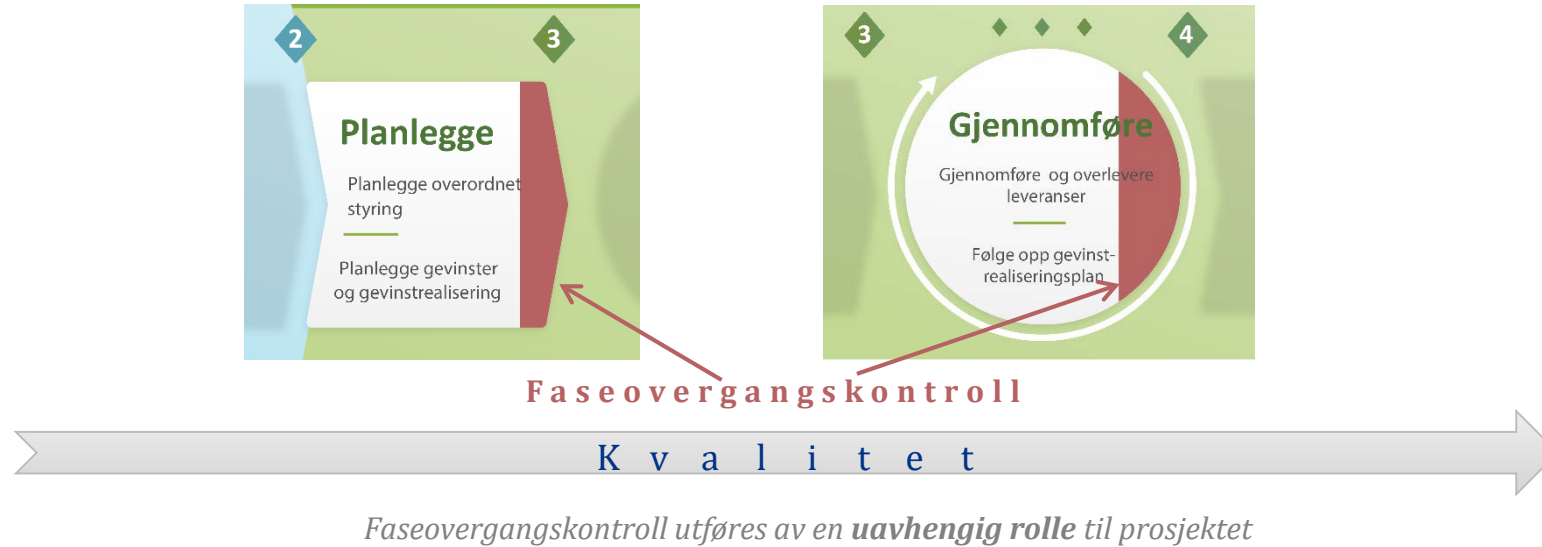 2
3
Planlegge
Planlegge overordnet
styring
Planlegge gevinster
og gevinstrealisering
3
4
Gjennomføre
Gjennomføre og overlevere
leveranser
Følge opp gevinst-
realiseringsplan
Faseovergangskontroll
Kvalitet
Faseovergangskontroll utføres av en uavhengig rolle til prosjektet